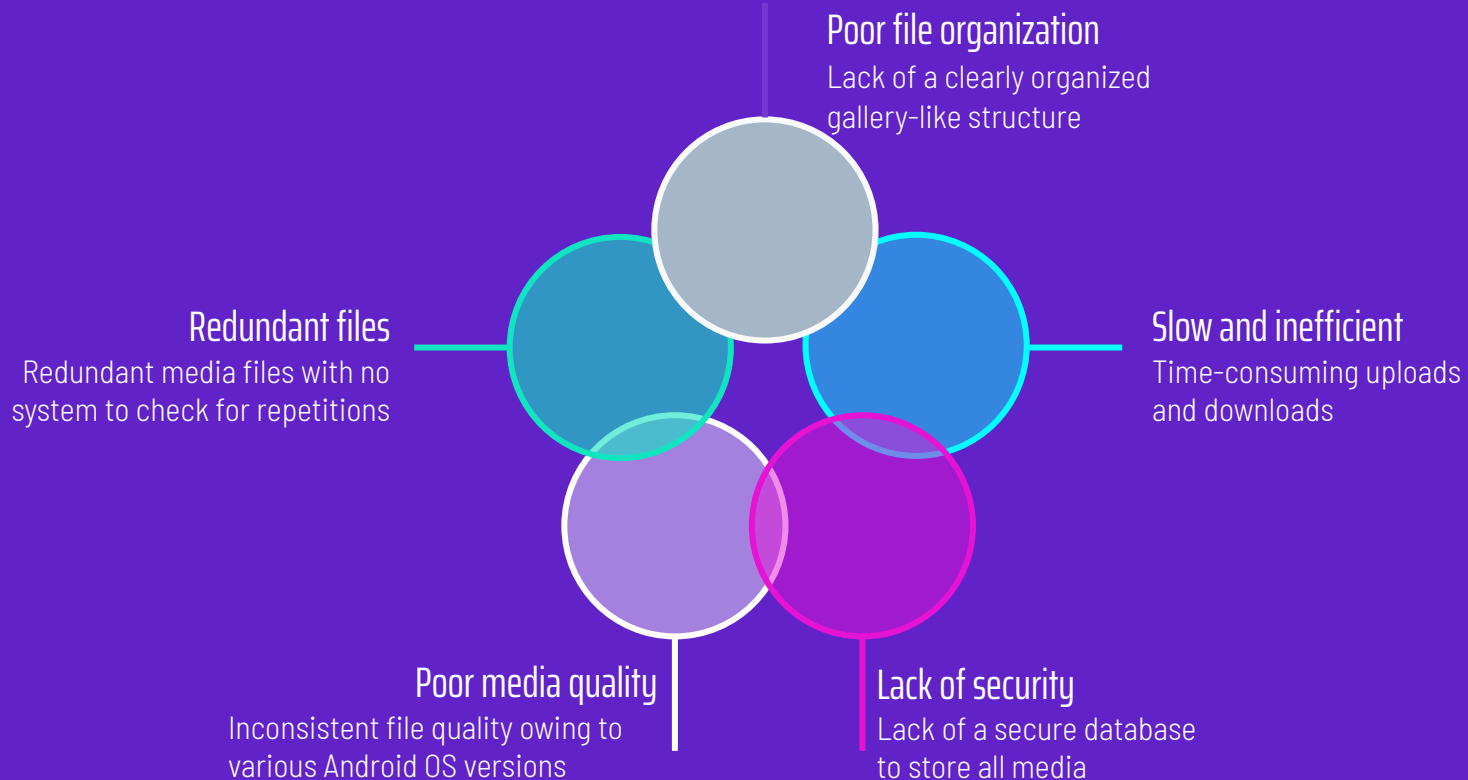 Poor file organization
Lack of a clearly organized
gallery-like structure
Redundant files
Redundant media files with no
system to check for repetitions
Slow and inefficient
Time-consuming uploads
and downloads
Poor media quality
Inconsistent file quality owing to
various Android OS versions
Lack of security
Lack of a secure database
to store all media